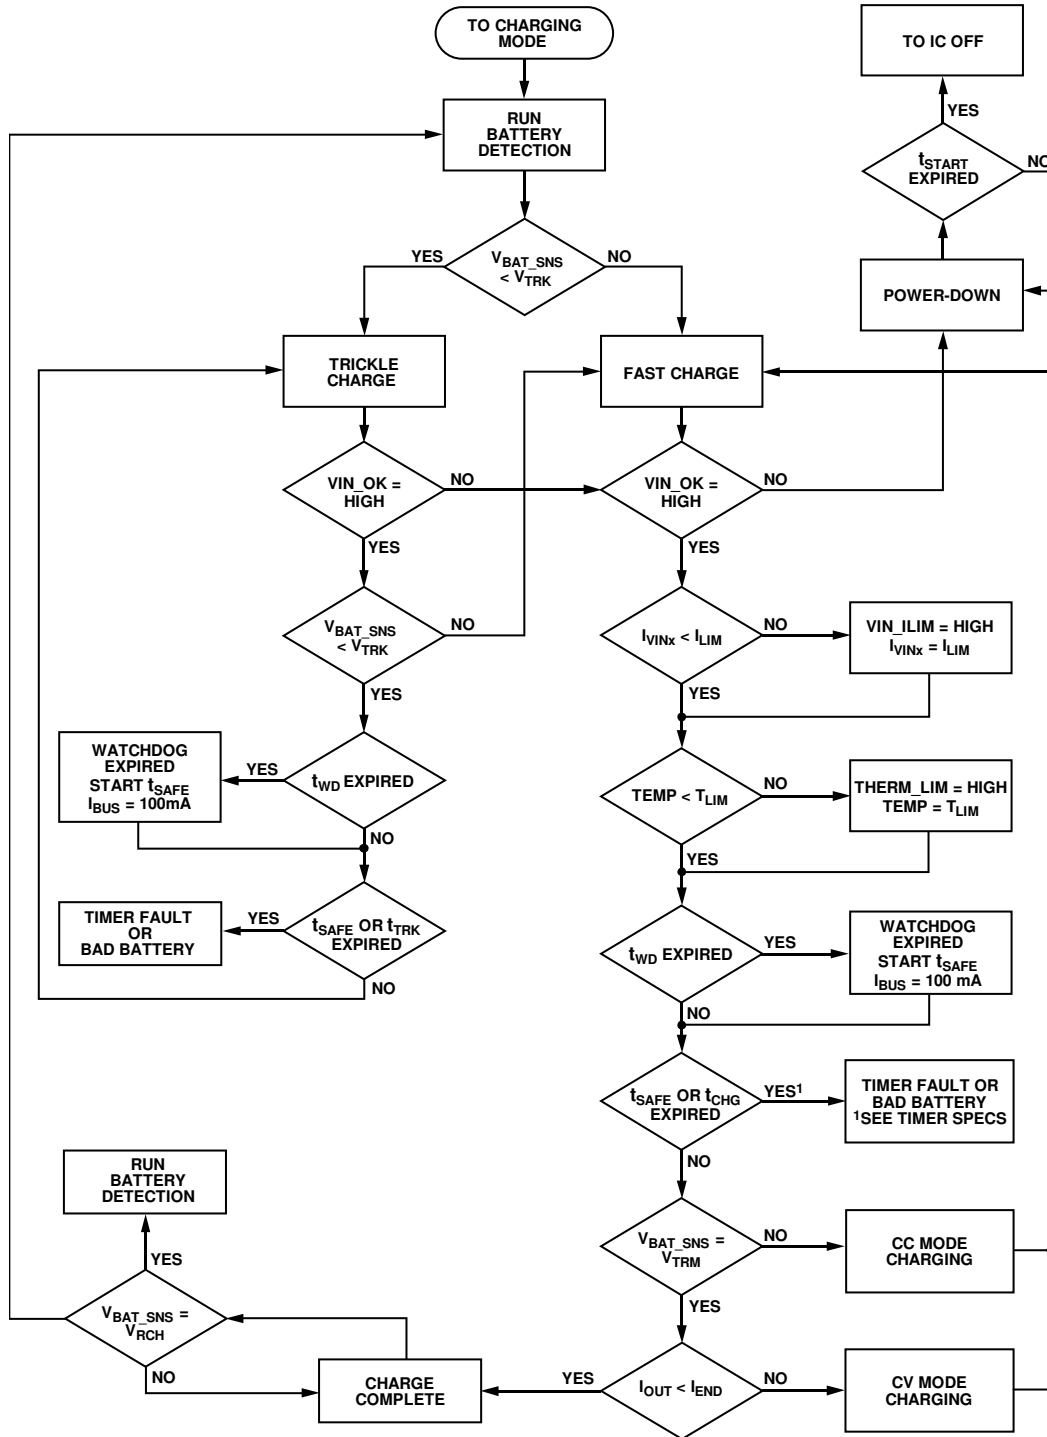 TO CHARGING
MODE
TO IC OFF
YES
RUN
BATTERY
DETECTION
tSTART
EXPIRED
NO
YES
VBAT_SNS
< VTRK
NO
POWER-DOWN
TRICKLE
CHARGE
FAST CHARGE
VIN_OK =
HIGH
NO
VIN_OK =
HIGH
NO
YES
YES
VBAT_SNS
< VTRK
NO
IVINx < ILIM
NO
VIN_ILIM = HIGH
IVINx = ILIM
YES
YES
WATCHDOG
EXPIRED
START tSAFE
IBUS = 100mA
YES
tWD EXPIRED
NO
TEMP < TLIM
NO
THERM_LIM = HIGH
TEMP = TLIM
YES
TIMER FAULT
OR
BAD BATTERY
YES
tSAFE OR tTRK
EXPIRED
NO
tWD EXPIRED
YES
WATCHDOG
EXPIRED
START tSAFE
IBUS = 100 mA
NO
tSAFE OR tCHG
EXPIRED
YES1
TIMER FAULT OR
BAD BATTERY
1SEE TIMER SPECS
NO
RUN
BATTERY
DETECTION
YES
VBAT_SNS =
VTRM
NO
CC MODE
CHARGING
YES
VBAT_SNS =
VRCH
NO
CHARGE
COMPLETE
YES
IOUT < IEND
NO
CV MODE
CHARGING